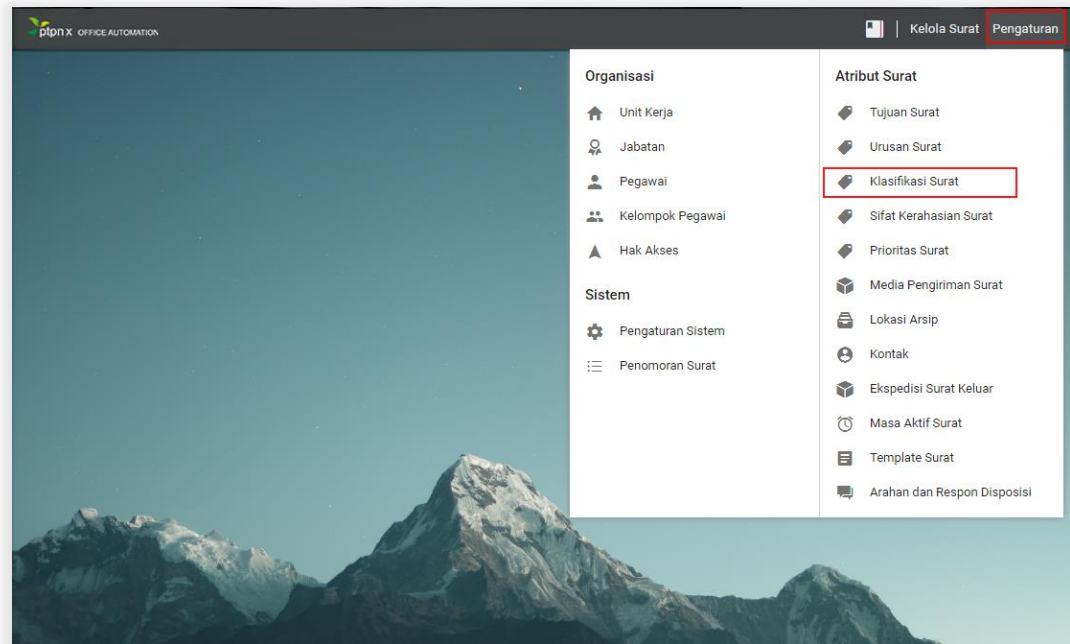 ptpn x OFFICE AUTOMATION
Kelola Surat Pengaturan
Organisasi
Unit Kerja
Jabatan
Pegawai
Kelompok Pegawai
Hak Akses
Sistem
Pengaturan Sistem
Penomoran Surat
Atribut Surat
Tujuan Surat
Urusan Surat
Klasifikasi Surat
Sifat Kerahasian Surat
Prioritas Surat
Media Pengiriman Surat
Lokasi Arsip
Kontak
Ekspedisi Surat Keluar
Masa Aktif Surat
Template Surat
Arahan dan Respon Disposisi